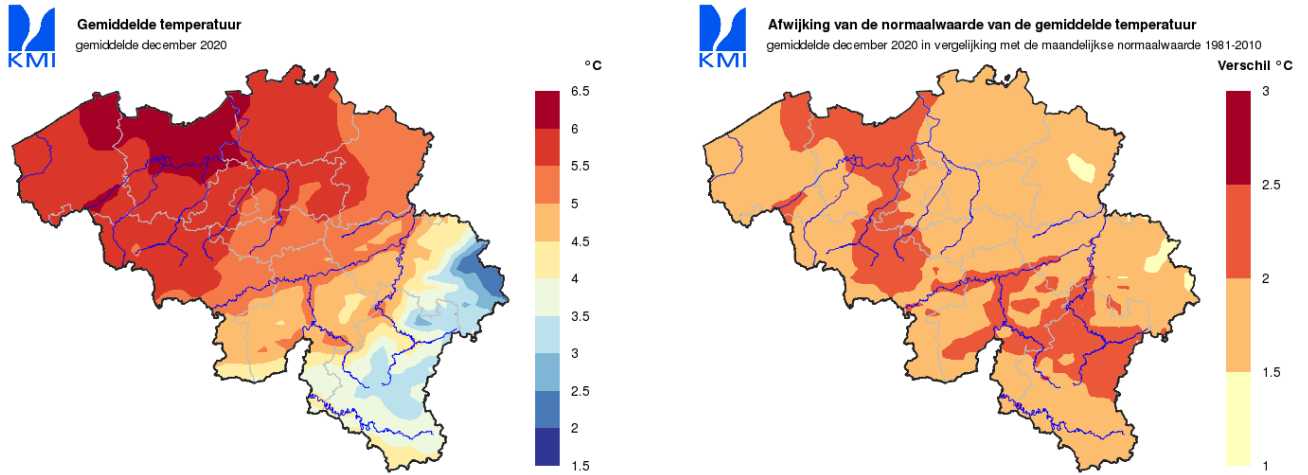 KMI
Gemiddelde temperatuur
gemiddelde december 2020
°C
6.5
6
5.5
5
4.5
4
3.5
3
2.5
2
1.5
KMI
Afwijking van de normaalwaarde van de gemiddelde temperatuur
gemiddelde december 2020 in vergelijking met de maandelijkse normaalwaarde 1981-2010
Verschil °C
3
2.5
2
1.5
1